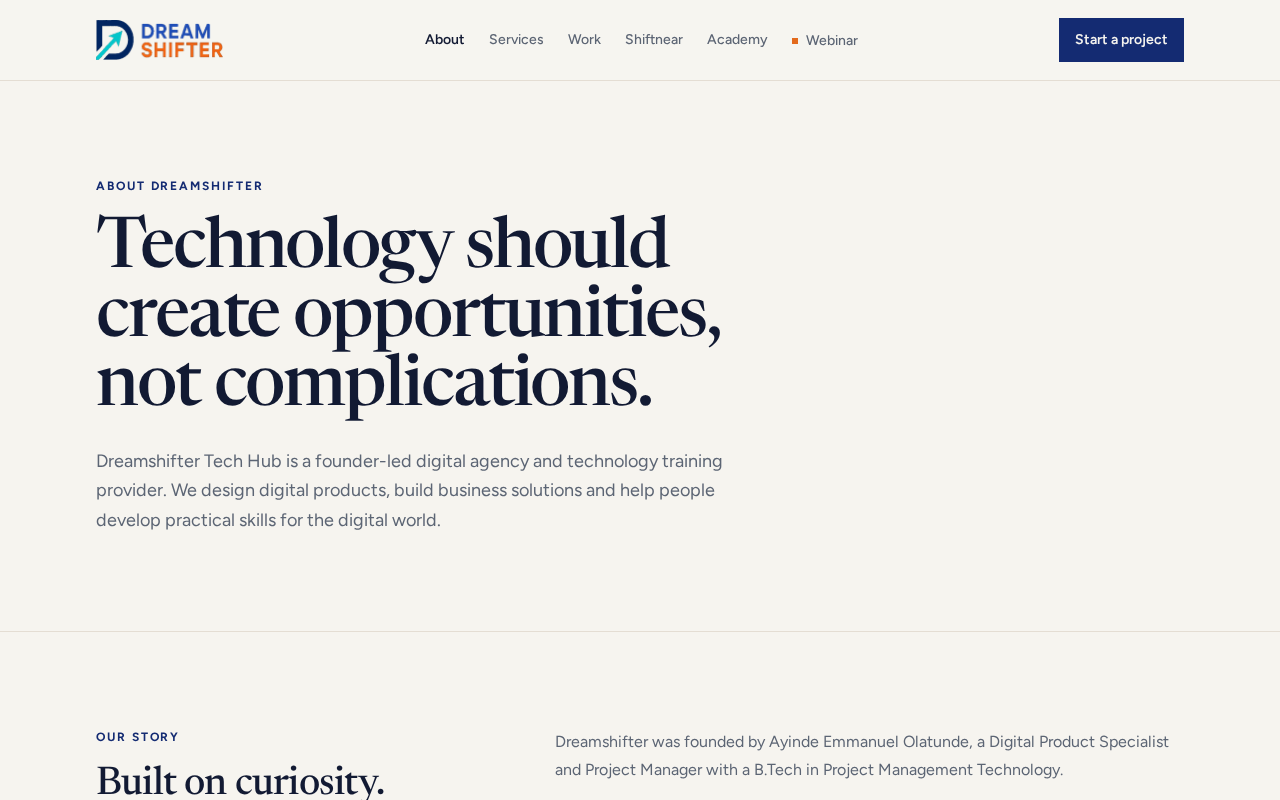 DREAM
SHIFTER
About
Services
Work
Shiftnear
Academy
Webinar
Start a project
ABOUT DREAMSHIFTER
Technology should
create opportunities,
not complications.
Dreamshifter Tech Hub is a founder-led digital agency and technology training
provider. We design digital products, build business solutions and help people
develop practical skills for the digital world.
OUR STORY
Built on curiosity.
Dreamshifter was founded by Ayinde Emmanuel Olatunde, a Digital Product Specialist
and Project Manager with a B.Tech in Project Management Technology.